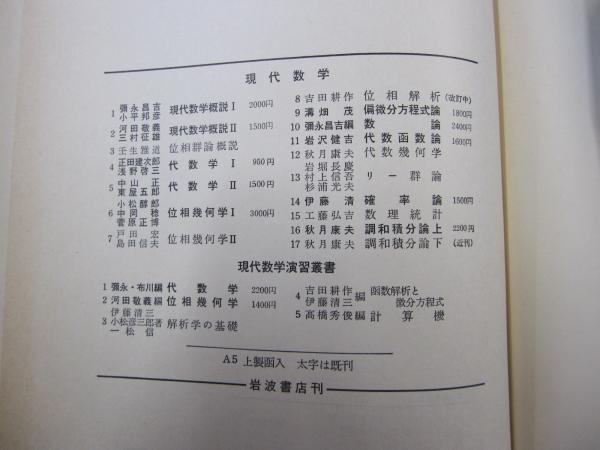 現代数学
1 彌永昌吉 小平邦彦 現代数学概説 I 2000円
2 河田敬義 三村征雄 現代数学概説 II 1500円
3 壬生雅道 位相群論概説
4 正田建次郎 浅野啓三 代数学 I 950円
5 中山正 東屋五郎 代数学 II 1500円
6 小松醇郎 中岡稔 菅原正博 位相幾何学 I 3000円
7 戸田宏 島田信夫 位相幾何学 II
8 吉田耕作 位相解析 (改訂中)
9 溝畑茂 偏微分方程式論 1800円
10 彌永昌吉編 数論 2400円
11 岩沢健吉 代数函数論 1600円
12 秋月康夫 代数幾何学
13 岩堀長慶 村上信吾 杉浦光夫 リー群論
14 伊藤清 確率論 1500円
15 工藤弘吉 数理統計
16 秋月康夫 調和積分論上 2200円
17 秋月康夫 調和積分論下 (近刊)
現代数学演習叢書
1 彌永・布川編 代数学 2200円
2 河田敬義編 位相幾何学 1400円
3 伊藤清三 小松彦三郎著 一松信 解析学の基礎
4 吉田耕作 伊藤清三 編 函数解析と微分方程式
5 高橋秀俊編 計算機
A5 上製函入 太字は既刊
岩波書店刊